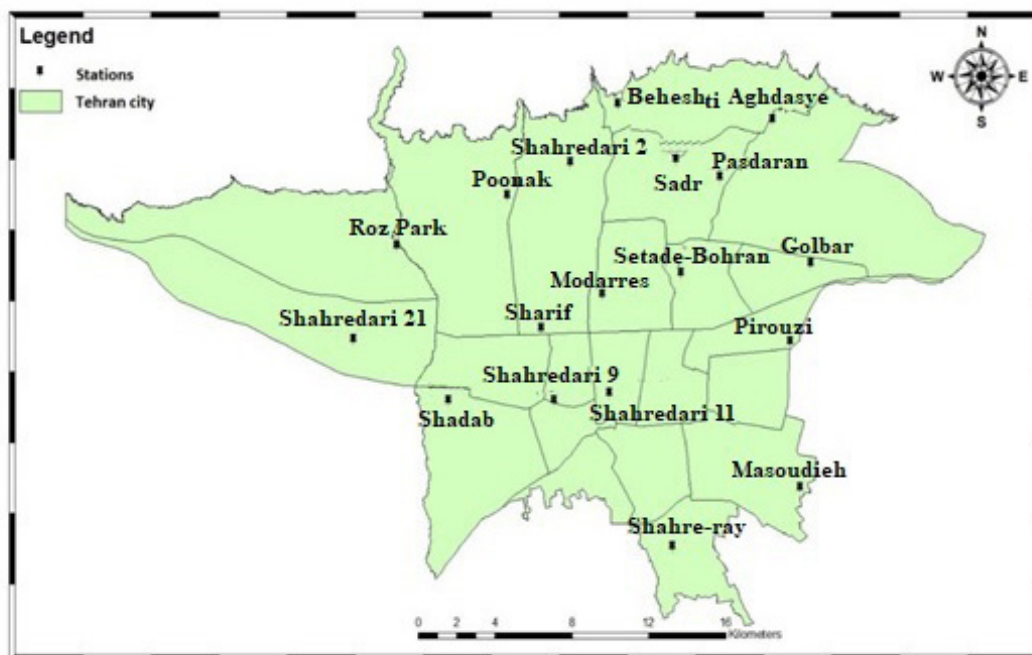 Legend
Stations
Tehran city
N
W E
S
Beheshti Aghdasye
Shahredari 2
Pasdaran
Poonak
Sadr
Roz Park
Setade-Bohran
Golbar
Modarres
Sharif
Shahredari 21
Pirouzi
Shahredari 9
Shadab
Shahredari 11
Masoudieh
Shahre-ray
0 2 4 8 12 16
Kilometers